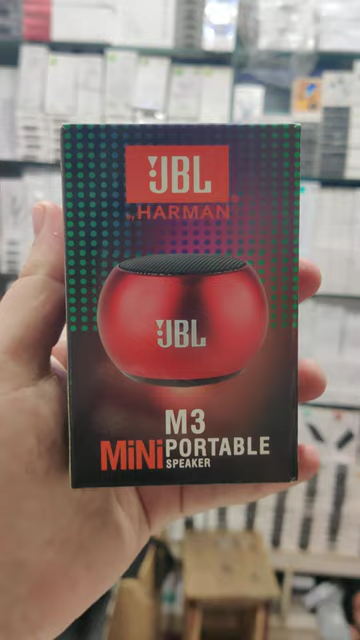 JBL
by HARMAN
JBL
M3
MiNi PORTABLE
SPEAKER